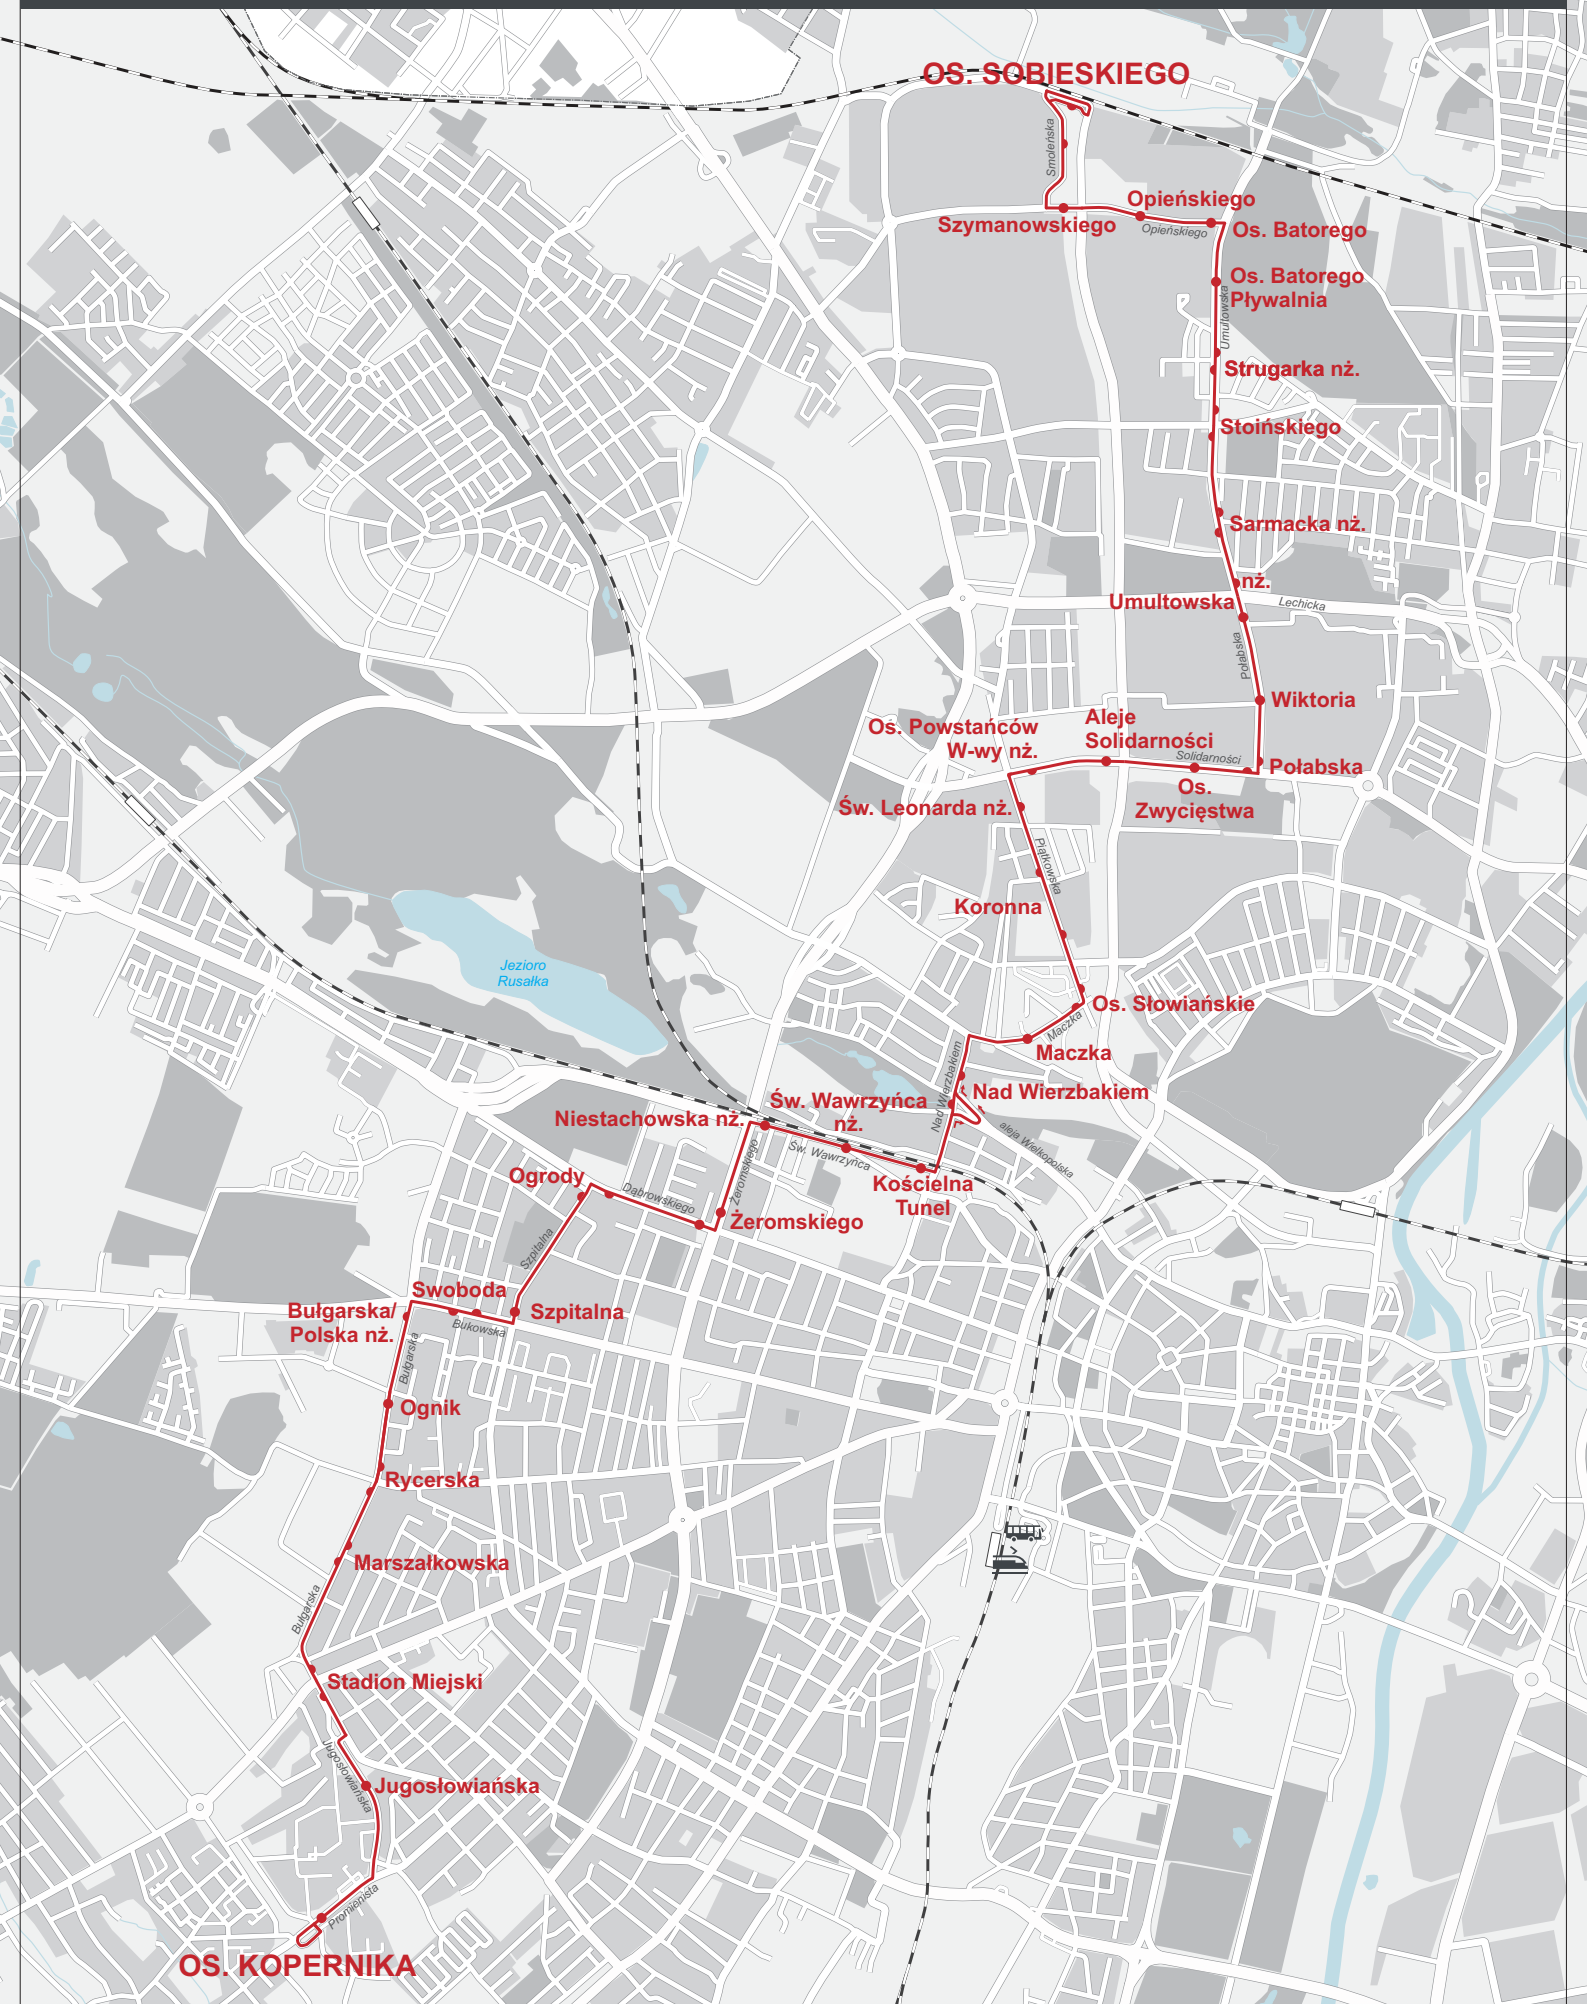 OS. SOBIESKIEGO
Smoleńska
Opieńskiego
Szymanowskiego
Opieńskiego
Os. Batorego
Os. Batorego
Pływalnia
Umultowska
Strugarka nż.
Stoińskiego
Sarmacka nż.
nż.
Umultowska
Lechicka
Połabska
Wiktoria
Oś. Powstańców
W-wy nż.
Aleje
Solidarności
Solidarności
Połabska
Os.
Zwycięstwa
Św. Leonarda nż.
Piątkowska
Koronna
Jezioro
Rusałka
Os. Słowiańskie
Maczka
Maczka
Nad Wierzbakiem
Nad Wierzbakiem
Św. Wawrzyńca
nż.
Niestachowska nż.
aleja Wielkopolska
Św. Wawrzyńca
Żeromskiego
Ogrody
Dąbrowskiego
Kościelna
Tunel
Żeromskiego
Szpitalna
Swoboda
Bułgarska/
Polska nż.
Szpitalna
Bukowska
Bułgarska
Ognik
Rycerska
Marszałkowska
Bułgarska
Stadion Miejski
Jugosłowiańska
Jugosłowiańska
Promienista
OS. KOPERNIKA